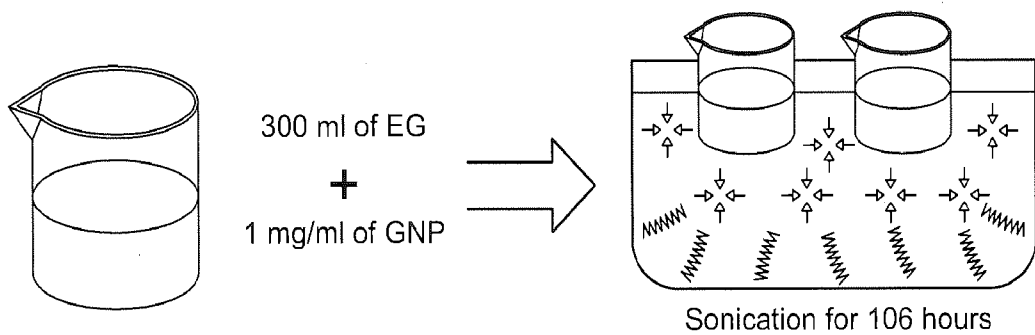 300 ml of EG
+
1 mg/ml of GNP
Sonication for 106 hours